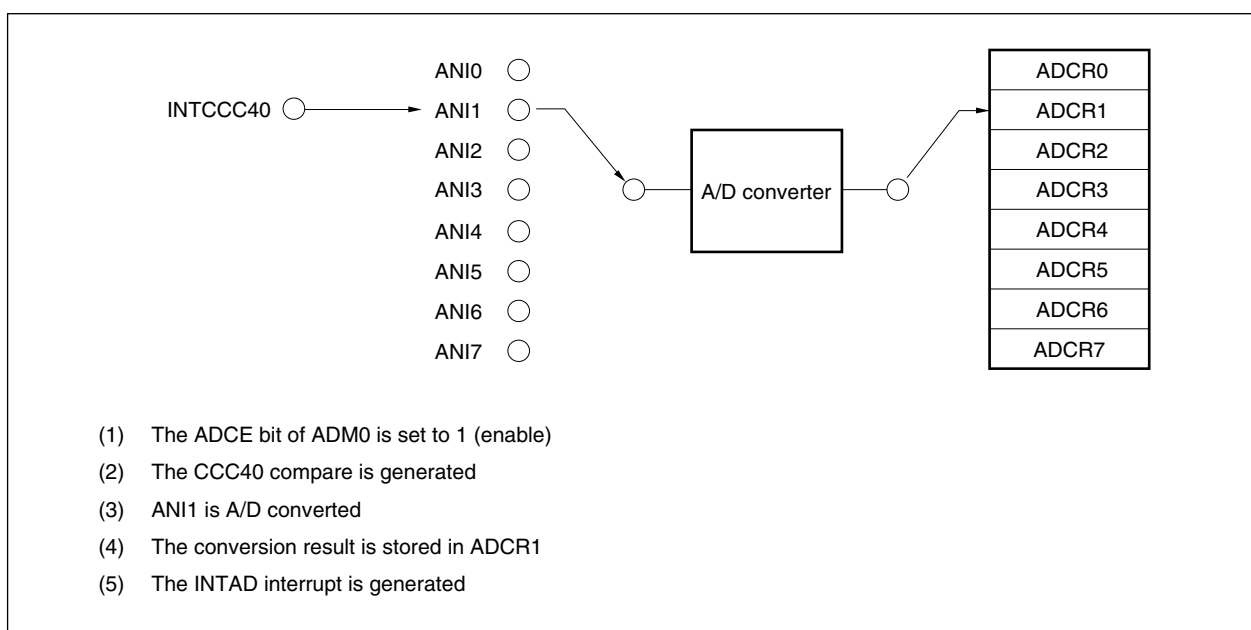 ANI0
INTCCC40
ANI1
ANI2
ANI3
ANI4
ANI5
ANI6
ANI7
A/D converter
ADCR0
ADCR1
ADCR2
ADCR3
ADCR4
ADCR5
ADCR6
ADCR7
(1) The ADCE bit of ADM0 is set to 1 (enable)
(2) The CCC40 compare is generated
(3) ANI1 is A/D converted
(4) The conversion result is stored in ADCR1
(5) The INTAD interrupt is generated